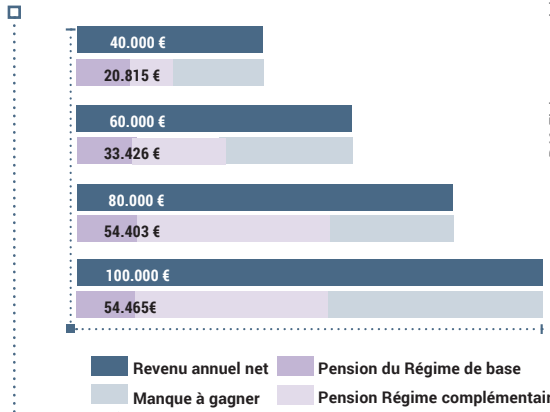 40.000 €
20.815 €
60.000 €
33.426 €
80.000 €
54.403 €
100.000 €
54.465€
Revenu annuel net
Pension du Régime de base
Manque à gagner
Pension Régime complémentair